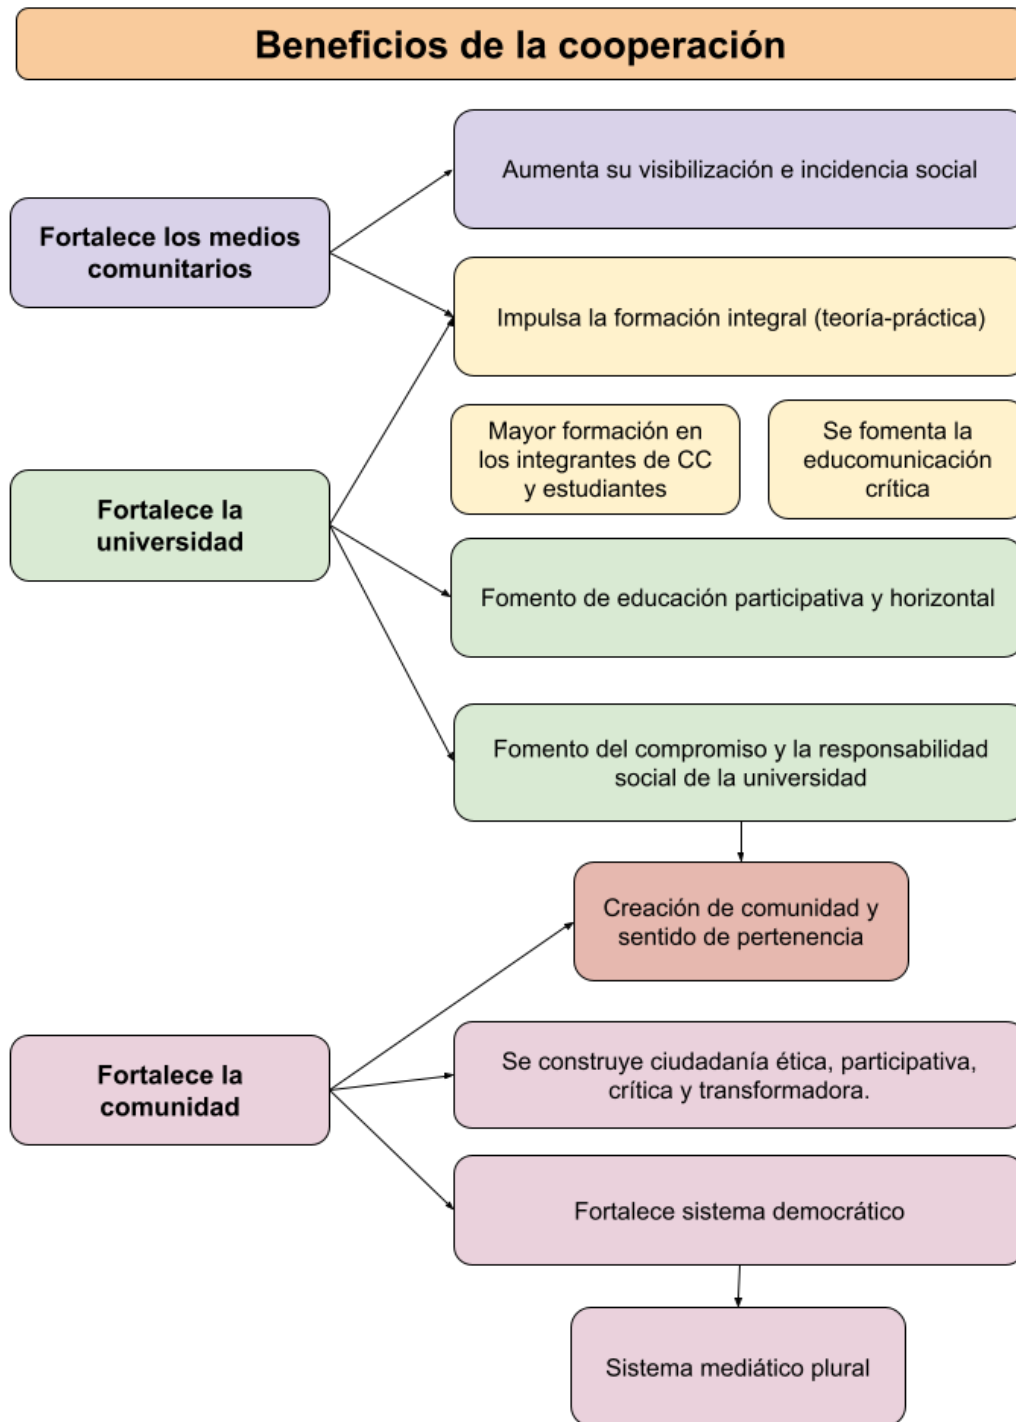 Beneficios de la cooperación
Aumenta su visibilización e incidencia social
Fortalece los medios
comunitarios
Impulsa la formación integral (teoría-práctica)
Mayor formación en
los integrantes de CC
y estudiantes
Se fomenta la
educomunicación
crítica
Fortalece la
universidad
Fomento de educación participativa y horizontal
Fomento del compromiso y la responsabilidad
social de la universidad
Creación de comunidad y
sentido de pertenencia
Fortalece la
comunidad
Se construye ciudadanía ética, participativa,
crítica y transformadora.
Fortalece sistema democrático
Sistema mediático plural